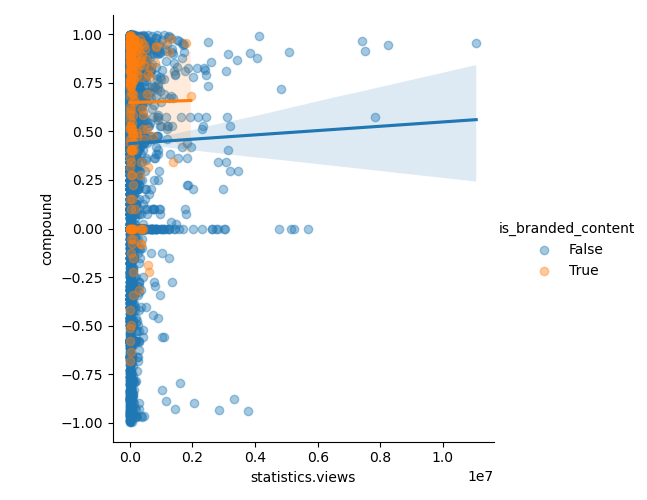 1.00
0.75
0.50
0.25
0.00
−0.25
−0.50
−0.75
−1.00
compound
0.0 0.2 0.4 0.6 0.8 1.0
1e7
statistics.views
is_branded_content
False
True